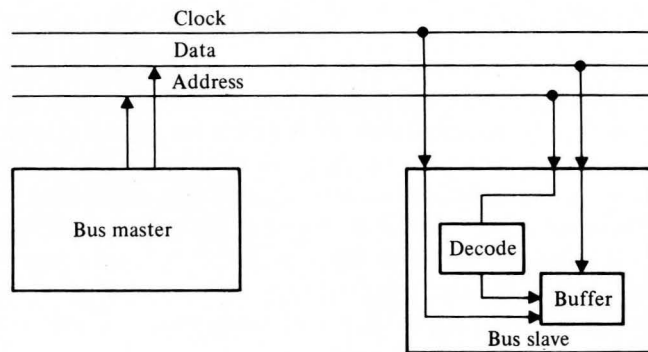 Clock
Data
Address
Bus master
Decode
Buffer
Bus slave